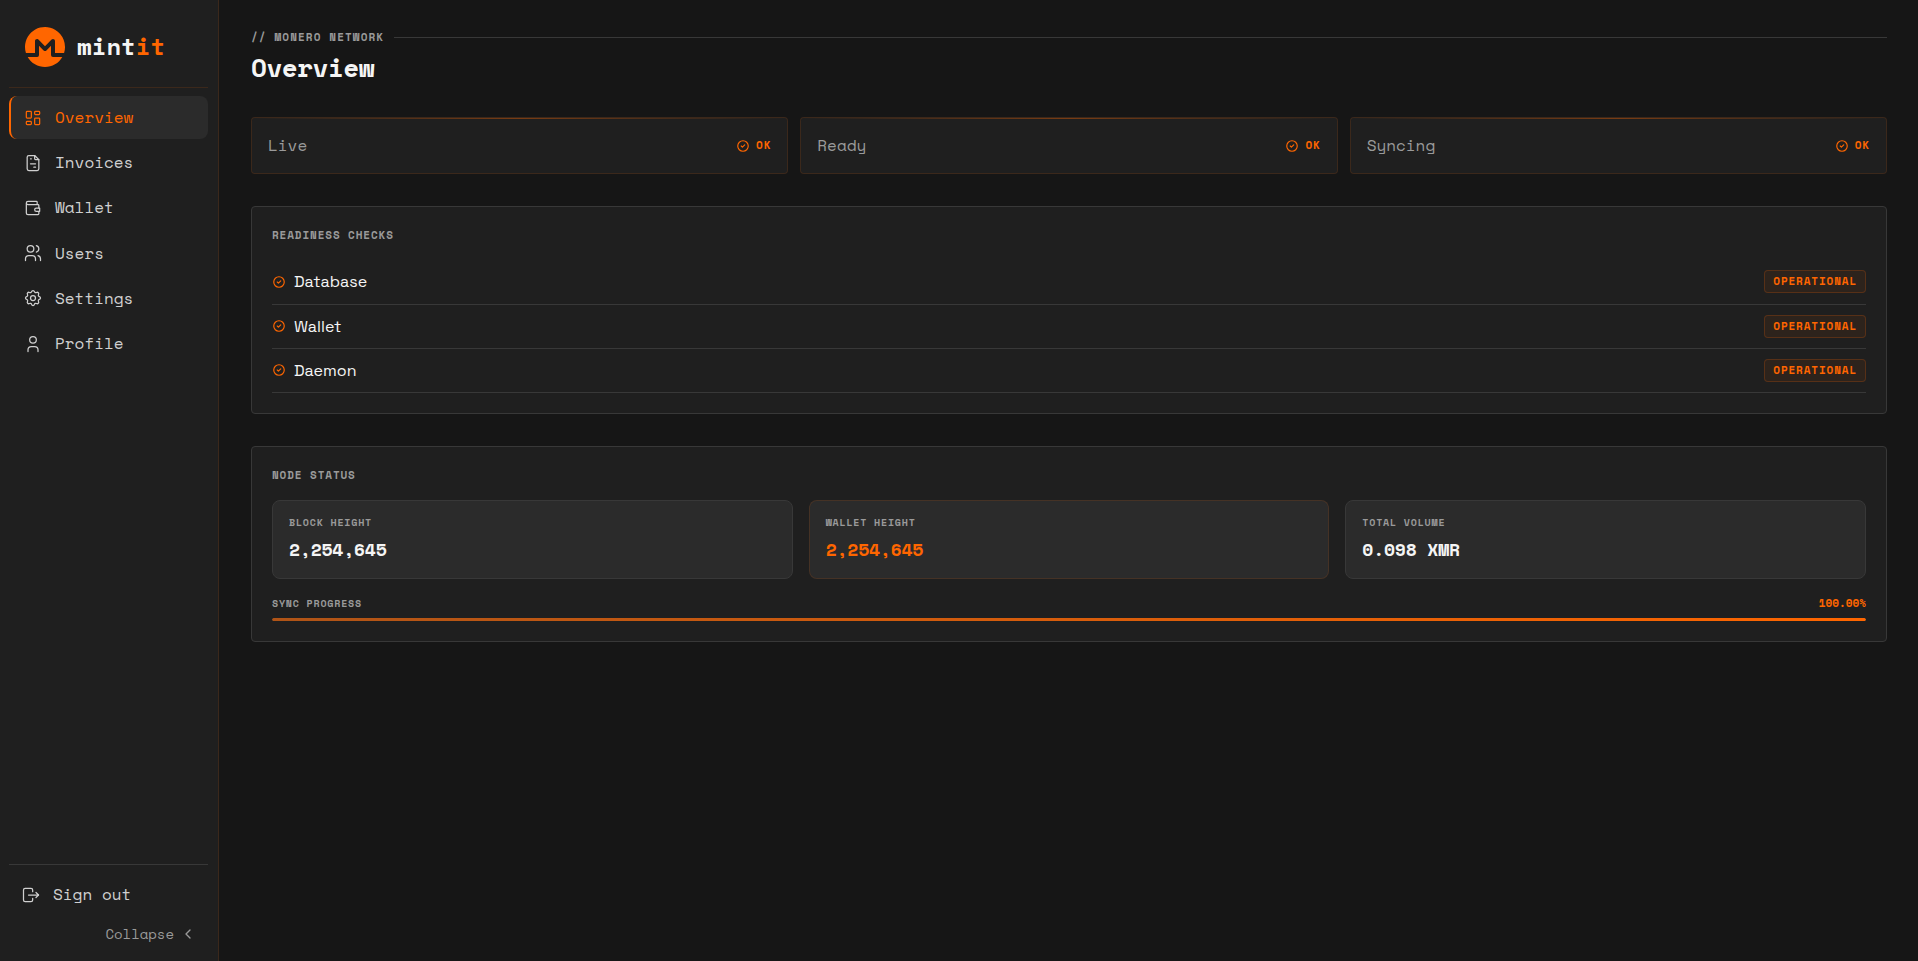 mintit
Overview
Invoices
Wallet
Users
Settings
Profile
Sign out
Collapse
// MONERO NETWORK
Overview
Live OK
Ready OK
Syncing OK
READINESS CHECKS
Database OPERATIONAL
Wallet OPERATIONAL
Daemon OPERATIONAL
NODE STATUS
BLOCK HEIGHT
2,254,645
WALLET HEIGHT
2,254,645
TOTAL VOLUME
0.098 XMR
SYNC PROGRESS 100.00%